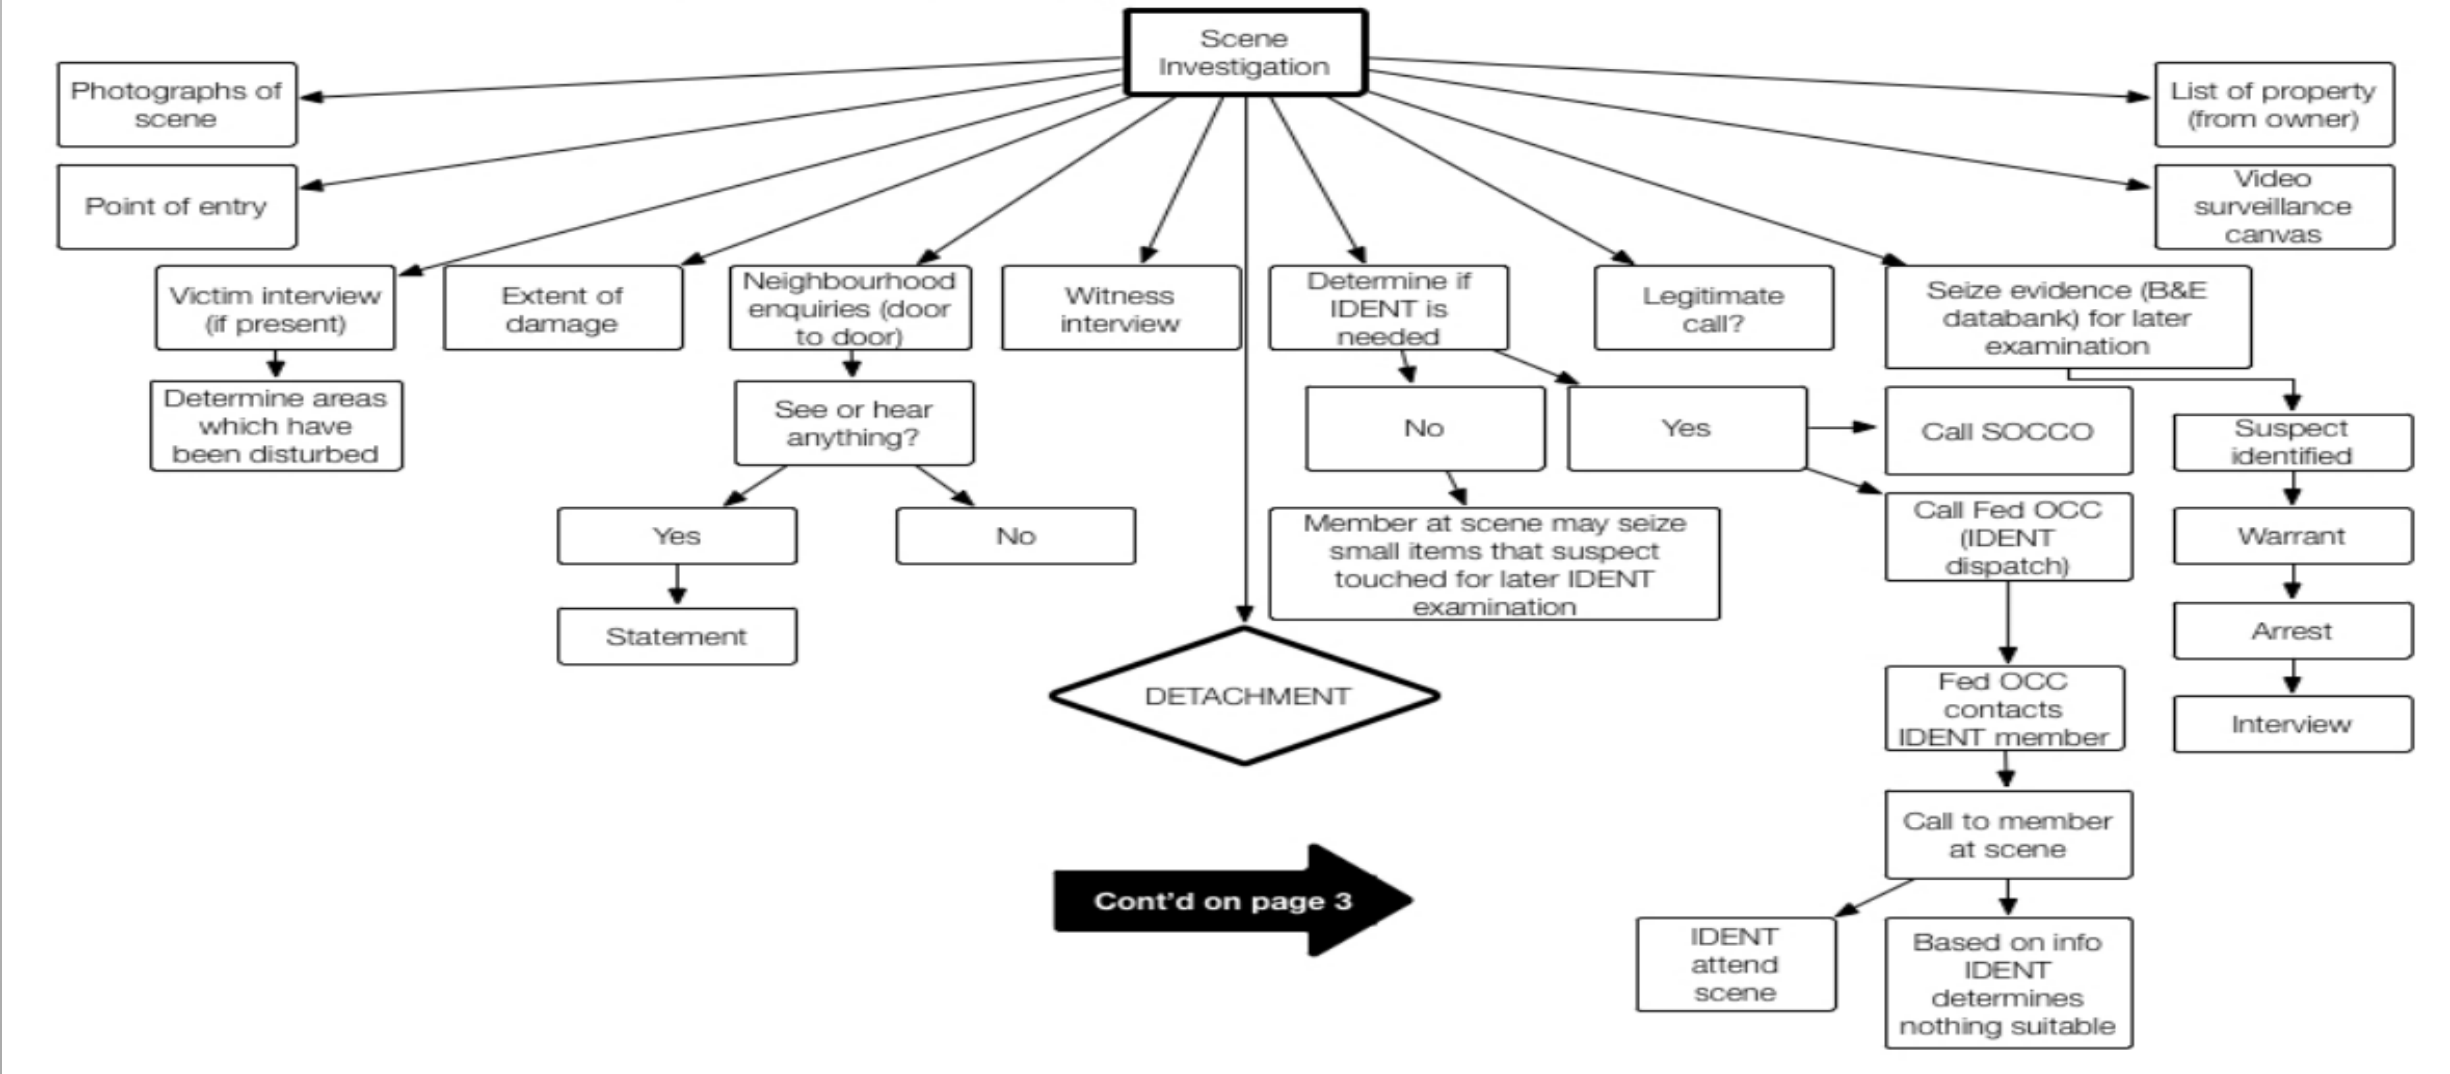 Scene
Investigation
Photographs of
scene
List of property
(from owner)
Point of entry
Video
surveillance
canvas
Victim interview
(if present)
Extent of
damage
Neighbourhood
enquiries (door
to door)
Witness
interview
Determine if
IDENT is
needed
Legitimate
call?
Seize evidence (B&E
databank) for later
examination
Determine areas
which have
been disturbed
See or hear
anything?
No
Yes
Call SOCCO
Suspect
identified
Yes
No
Member at scene may seize
small items that suspect
touched for later IDENT
examination
Call Fed OCC
(IDENT
dispatch)
Warrant
Statement
Arrest
DETACHMENT
Fed OCC
contacts
IDENT member
Interview
Call to member
at scene
Cont'd on page 3
IDENT
attend
scene
Based on info
IDENT
determines
nothing suitable